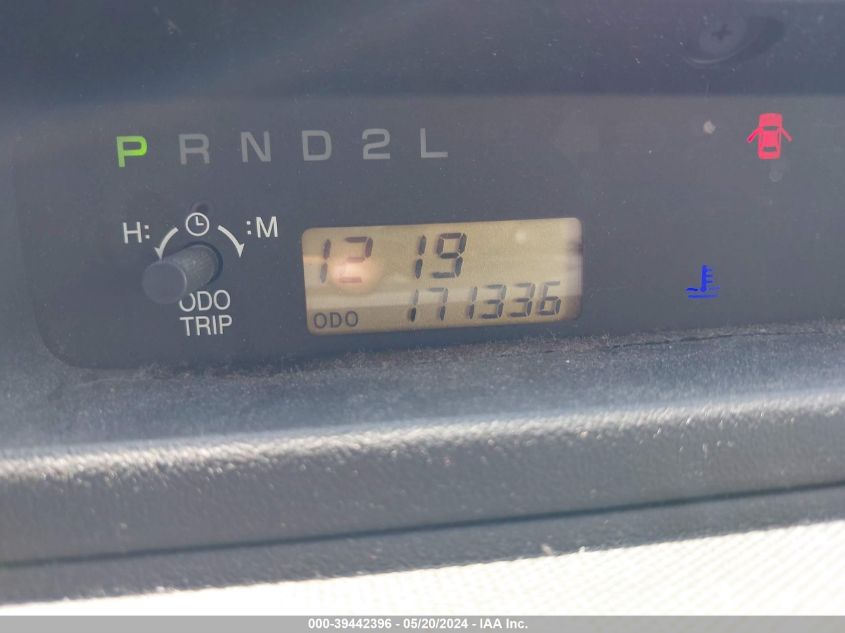 P R N D 2 L
H: :M
12 19
ODO 171336
ODO
TRIP
000-39442396 - 05/20/2024 - IAA Inc.